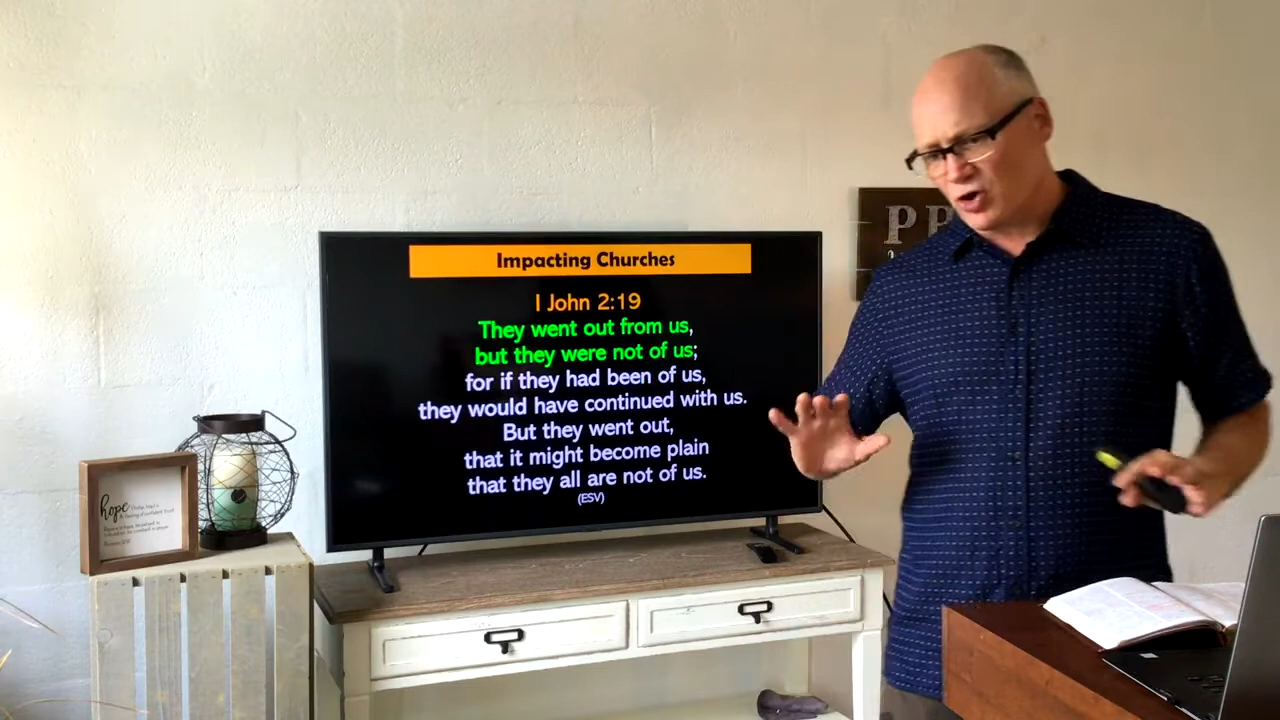 Impacting Churches
I John 2:19
They went out from us,
but they were not of us;
for if they had been of us,
they would have continued with us.
But they went out,
that it might become plain
that they all are not of us.
(ESV)
PR
hope